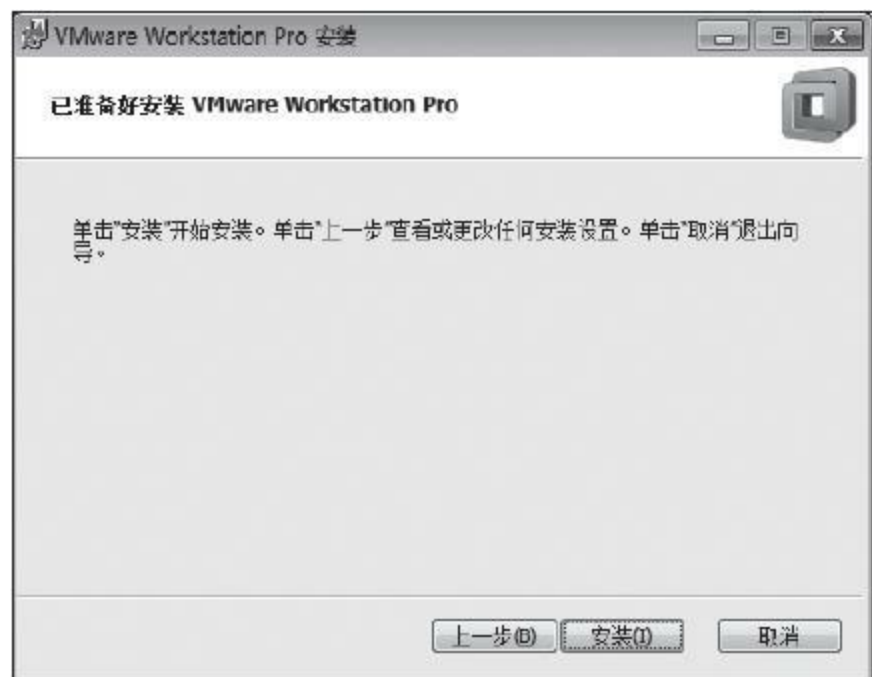 VMware Workstation Pro 安装
已准备好安装 VMware Workstation Pro
单击"安装"开始安装。单击"上一步"查看或更改任何安装设置。单击"取消"退出向
导。
上一步(B) 安装(I) 取消